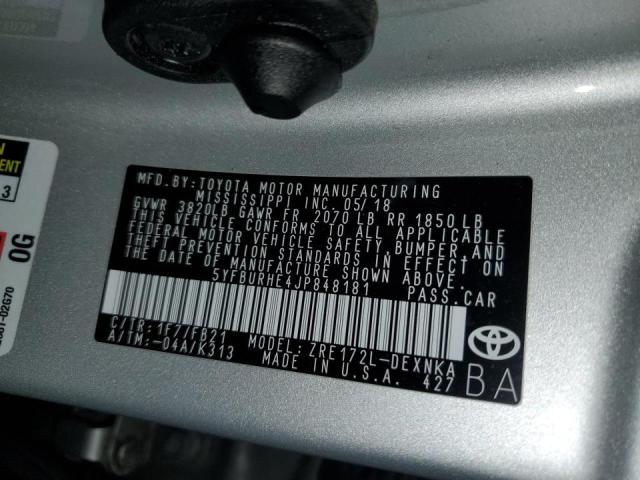 MFD.BY:TOYOTA MOTOR MANUFACTURING
MISSISSIPPI INC. 05/18
GVWR 3820LB GAWR FR 2070 LB RR 1850 LB
THIS VEHICLE CONFORMS TO ALL APPLICABLE
FEDERAL MOTOR VEHICLE SAFETY, BUMPER,AND
THEFT PREVENTION STANDARDS IN EFFECT ON
THE DATE OF MANUFACTURE SHOWN ABOVE.
5YFBURHE4JP848181 PASS.CAR
C/TR:1F7/FB21
A/TM:-04A/K313
MODEL: ZRE172L-DEXNKA
MADE IN U.S.A. 427
BA
3
OG